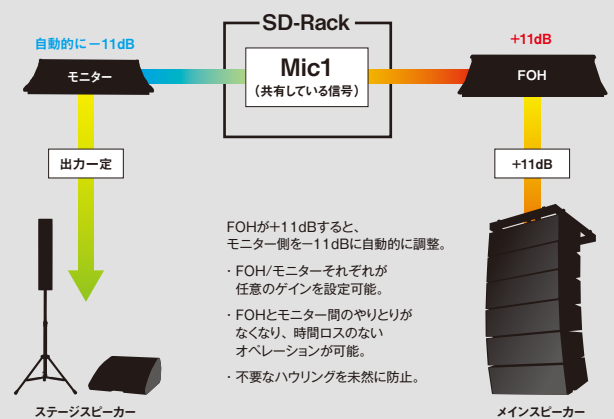 SD-Rack
自動的に－11dB
モニター
Mic1
（共有している信号）
+11dB
FOH
出力一定
+11dB
FOHが＋11dBすると、
モニター側を－11dBに自動的に調整。
・FOH/モニターそれぞれが
任意のゲインを設定可能。
・FOHとモニター間のやりとりが
なくなり、時間ロスのない
オペレーションが可能。
・不要なハウリングを未然に防止。
ステージスピーカー
メインスピーカー